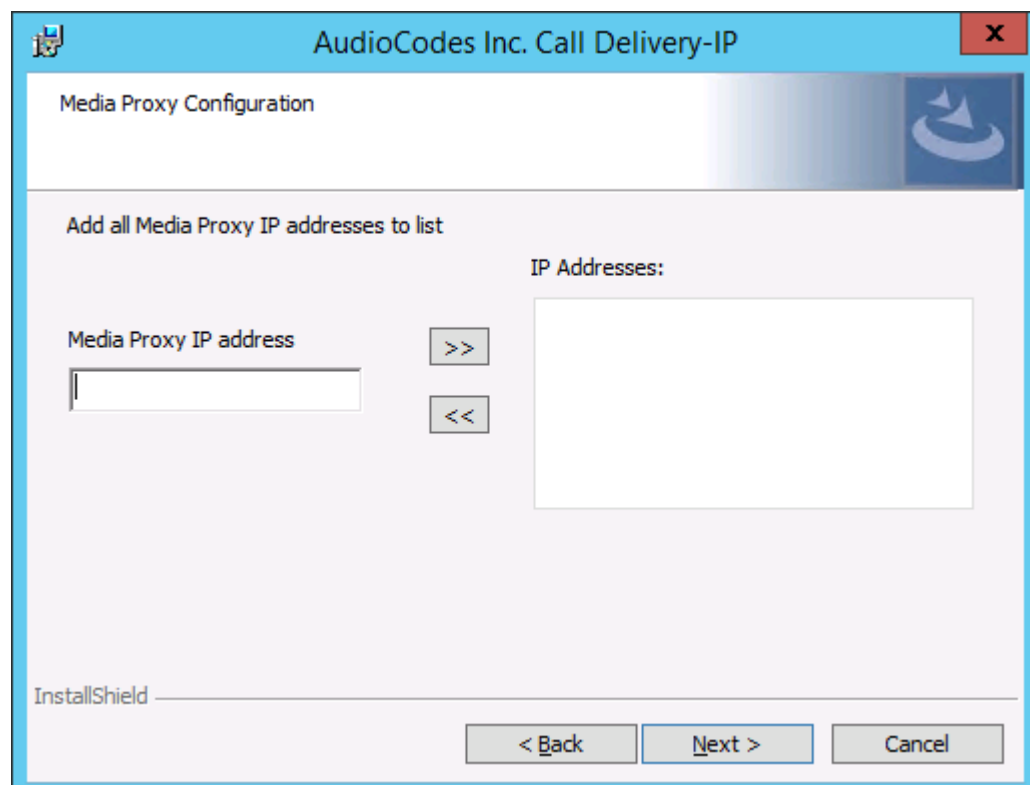 AudioCodes Inc. Call Delivery-IP
x
Media Proxy Configuration
Add all Media Proxy IP addresses to list
IP Addresses:
Media Proxy IP address
>>
<<
InstallShield
< Back Next > Cancel